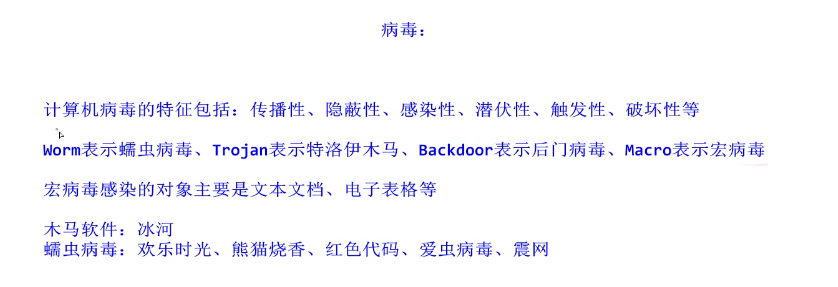 病毒：
计算机病毒的特征包括：传播性、隐蔽性、感染性、潜伏性、触发性、破坏性等
Worm表示蠕虫病毒、Trojan表示特洛伊木马、Backdoor表示后门病毒、Macro表示宏病毒
宏病毒感染的对象主要是文本文档、电子表格等
木马软件：冰河
蠕虫病毒：欢乐时光、熊猫烧香、红色代码、爱虫病毒、震网